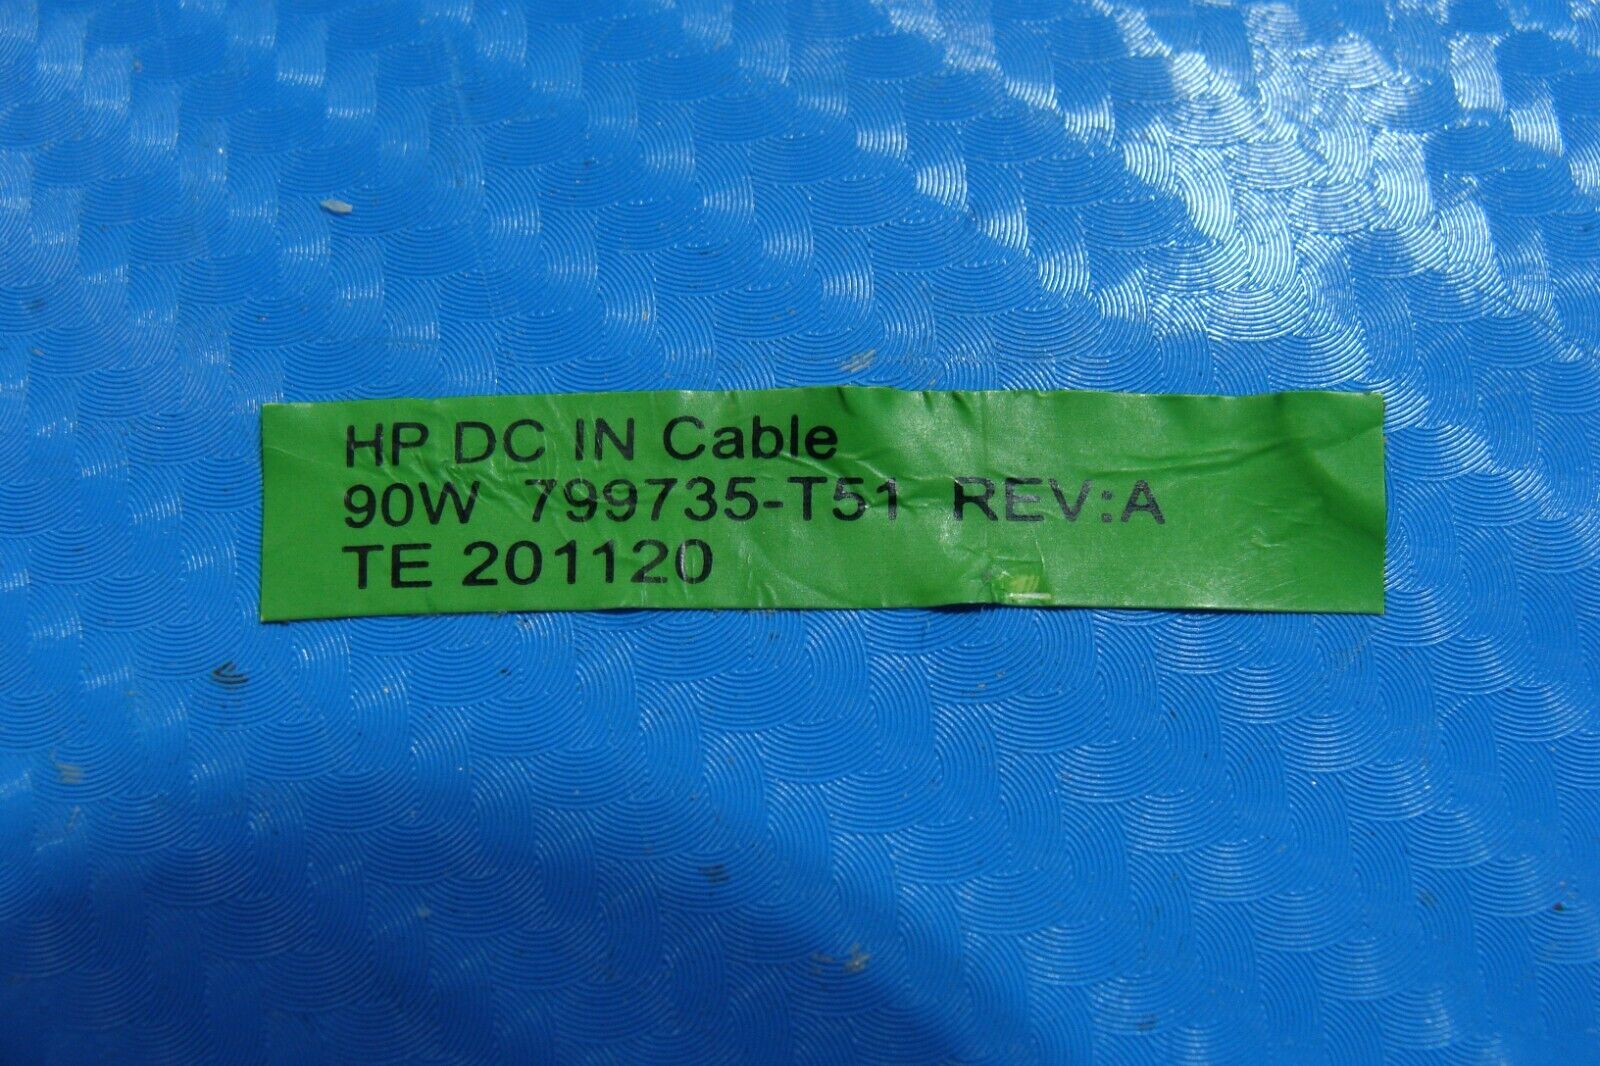 HP DC IN Cable
90W 799735-T51 REV:A
TE 201120